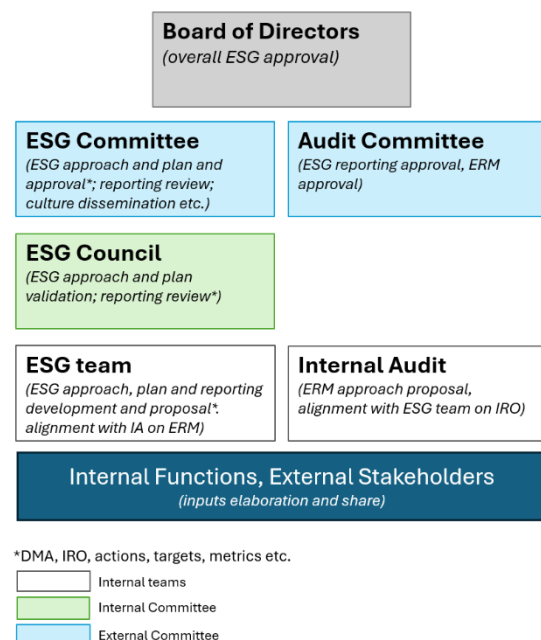 Board of Directors
(overall ESG approval)
ESG Committee
(ESG approach and plan and
approval*; reporting review;
culture dissemination etc.)
Audit Committee
(ESG reporting approval, ERM
approval)
ESG Council
(ESG approach and plan
validation; reporting review*)
ESG team
(ESG approach, plan and reporting
development and proposal*.
alignment with IA on ERM)
Internal Audit
(ERM approach proposal,
alignment with ESG team on IRO)
Internal Functions, External Stakeholders
(inputs elaboration and share)
*DMA, IRO, actions, targets, metrics etc.
Internal teams
Internal Committee
External Committee